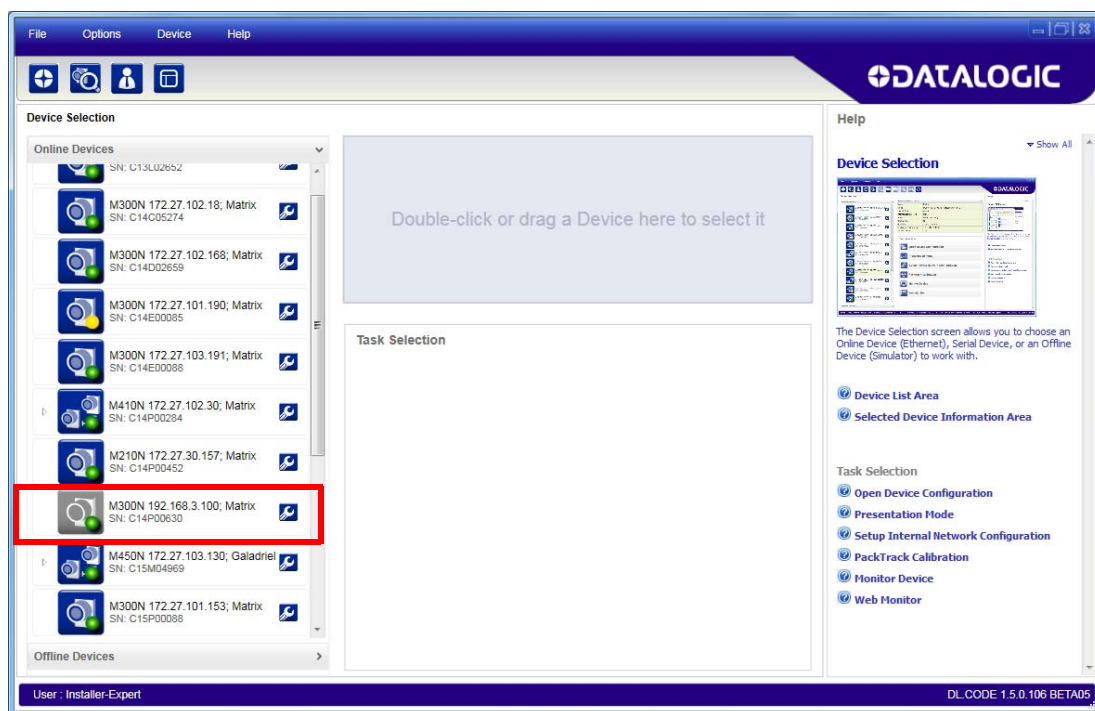 File Options Device Help
DATALOGIC
Device Selection
Online Devices
SN: C13L02652
M300N 172.27.102.18; Matrix
SN: C14C05274
M300N 172.27.102.168; Matrix
SN: C14D02659
M300N 172.27.101.190; Matrix
SN: C14E00085
M300N 172.27.103.191; Matrix
SN: C14E00088
M410N 172.27.102.30; Matrix
SN: C14P00284
M210N 172.27.30.157; Matrix
SN: C14P00452
M300N 192.168.3.100; Matrix
SN: C14P00630
M450N 172.27.103.130; Galadriel
SN: C15M04969
M300N 172.27.101.153; Matrix
SN: C15P00088
Offline Devices
Double-click or drag a Device here to select it
Task Selection
Help
Show All
Device Selection
The Device Selection screen allows you to choose an
Online Device (Ethernet), Serial Device, or an Offline
Device (Simulator) to work with.
Device List Area
Selected Device Information Area
Task Selection
Open Device Configuration
Presentation Mode
Setup Internal Network Configuration
PackTrack Calibration
Monitor Device
Web Monitor
User : Installer-Expert
DL.CODE 1.5.0.106 BETA05